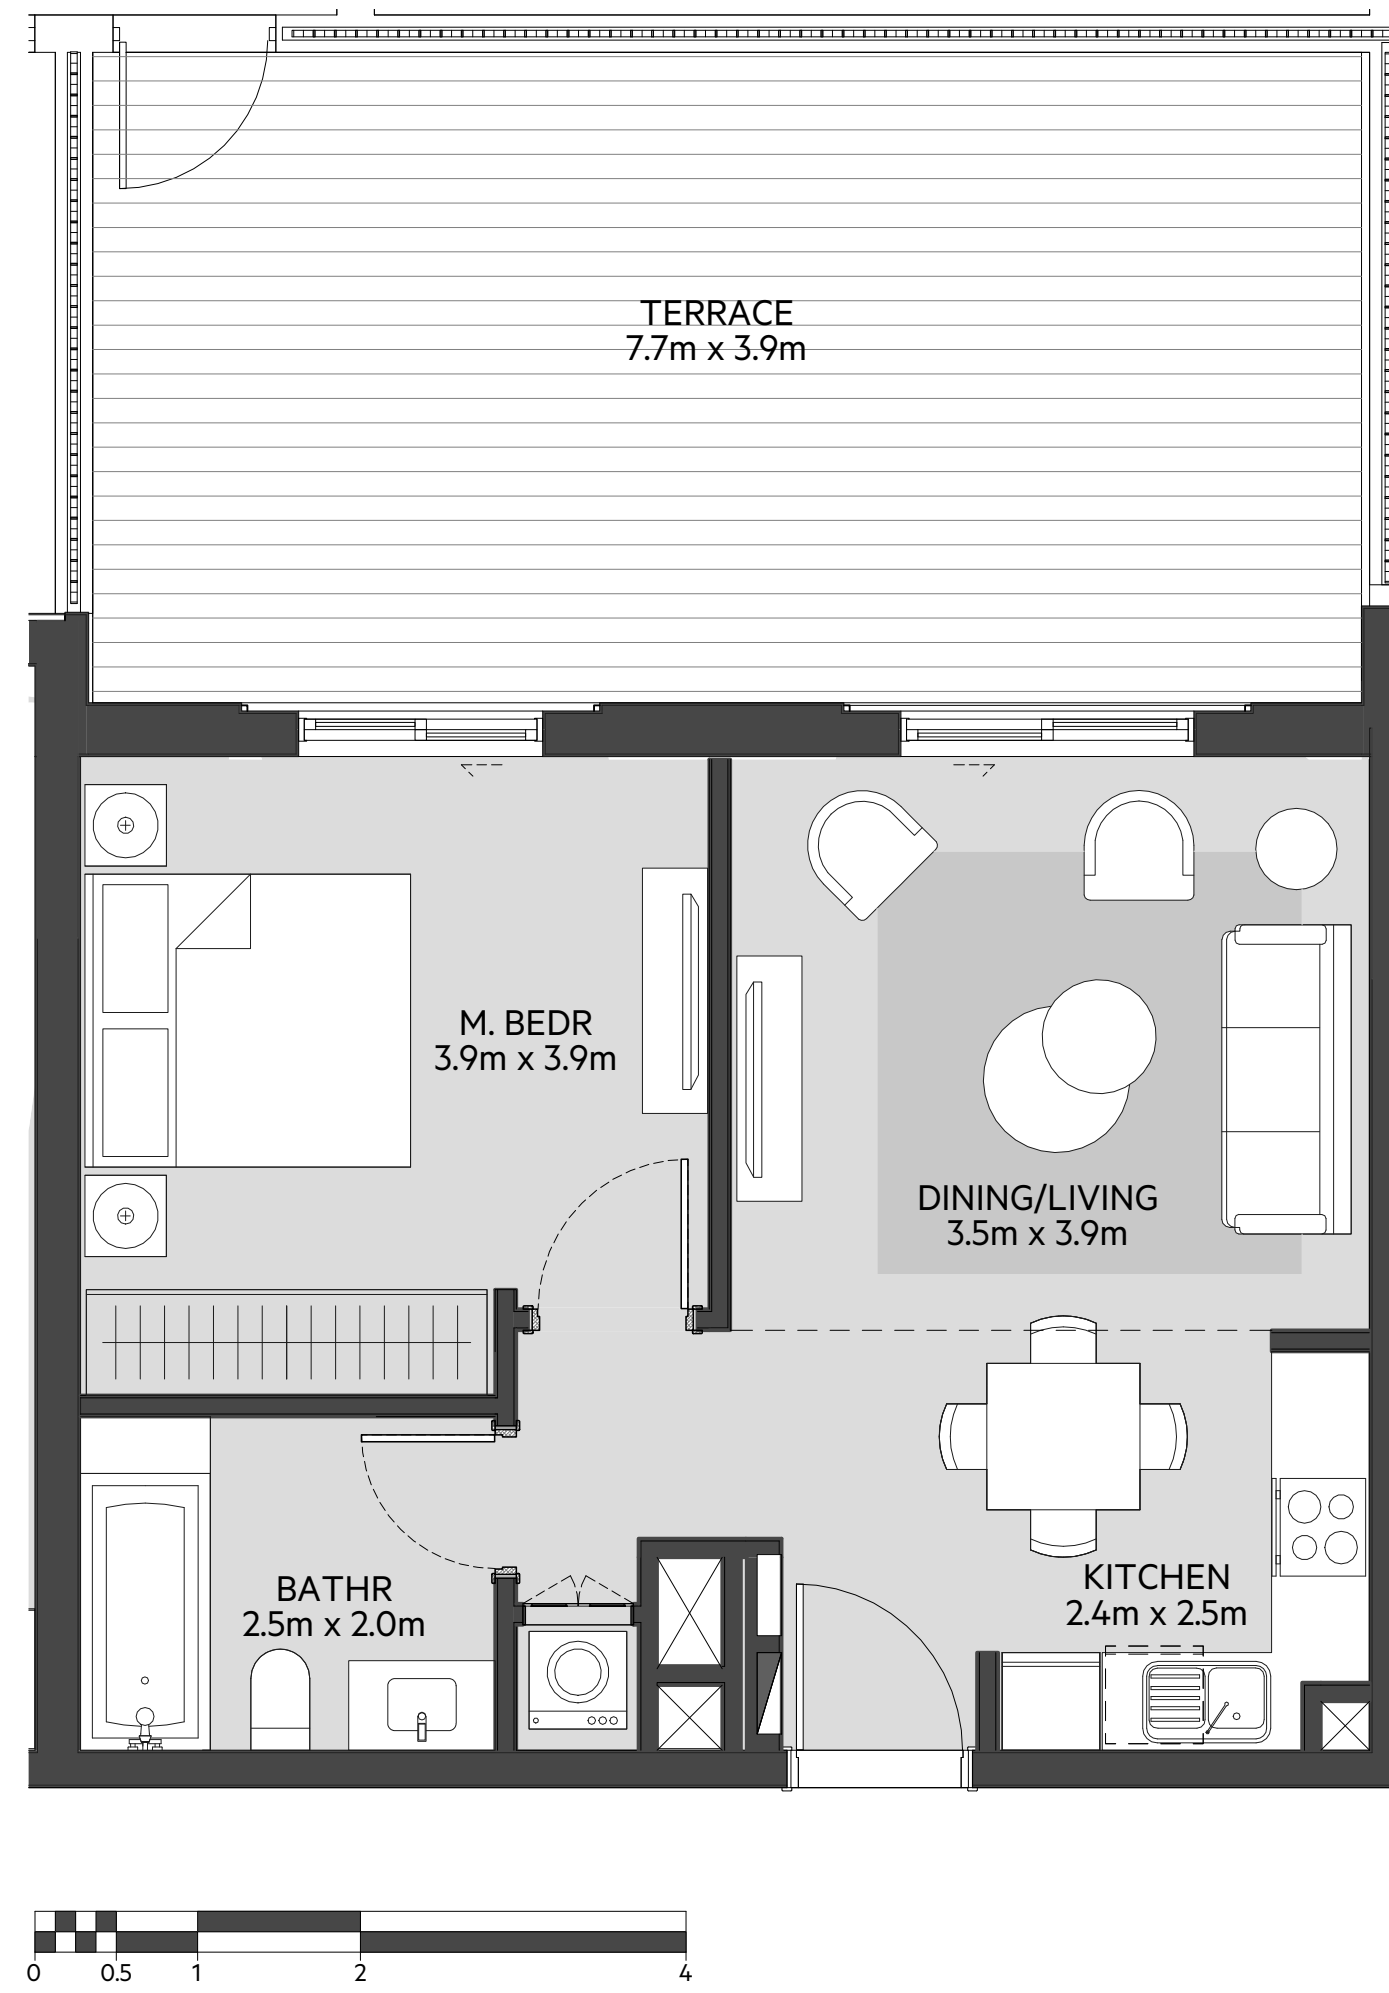 TERRACE
7.7m x 3.9m
M. BEDR
3.9m x 3.9m
DINING/LIVING
3.5m x 3.9m
KITCHEN
2.4m x 2.5m
BATHR
2.5m x 2.0m
0 0.5 1 2 4